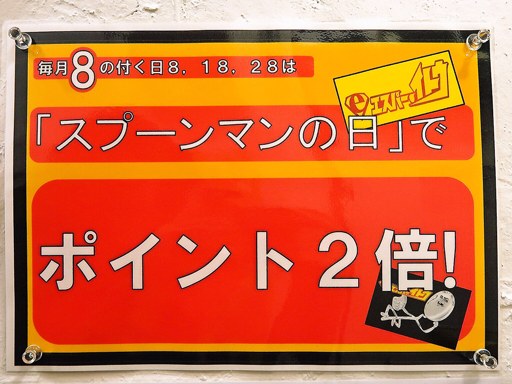 毎月8の付く日8，18，28は
エスパーイトウ
「スプーンマンの日」で
ポイント2倍!